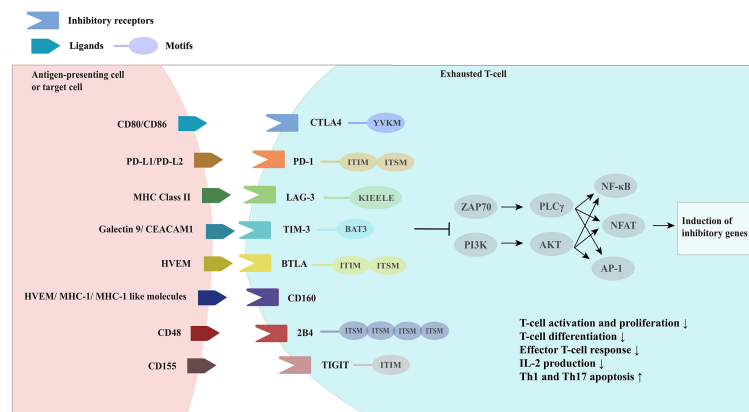 Inhibitory receptors
Ligands
Motifs
Antigen-presenting cell
or target cell
Exhausted T-cell
CD80/CD86
CTLA4
YVKM
PD-L1/PD-L2
PD-1
ITIM
ITSM
MHC Class II
LAG-3
KIEELE
Galectin 9/ CEACAM1
TIM-3
BAT3
HVEM
BTLA
ITIM
ITSM
HVEM/ MHC-1/ MHC-1 like molecules
CD160
CD48
2B4
ITSM
ITSM
ITSM
ITSM
CD155
TIGIT
ITIM
ZAP70
PLCγ
PI3K
AKT
NF-κB
NFAT
AP-1
Induction of
inhibitory genes
T-cell activation and proliferation ↓
T-cell differentiation ↓
Effector T-cell response ↓
IL-2 production ↓
Th1 and Th17 apoptosis ↑